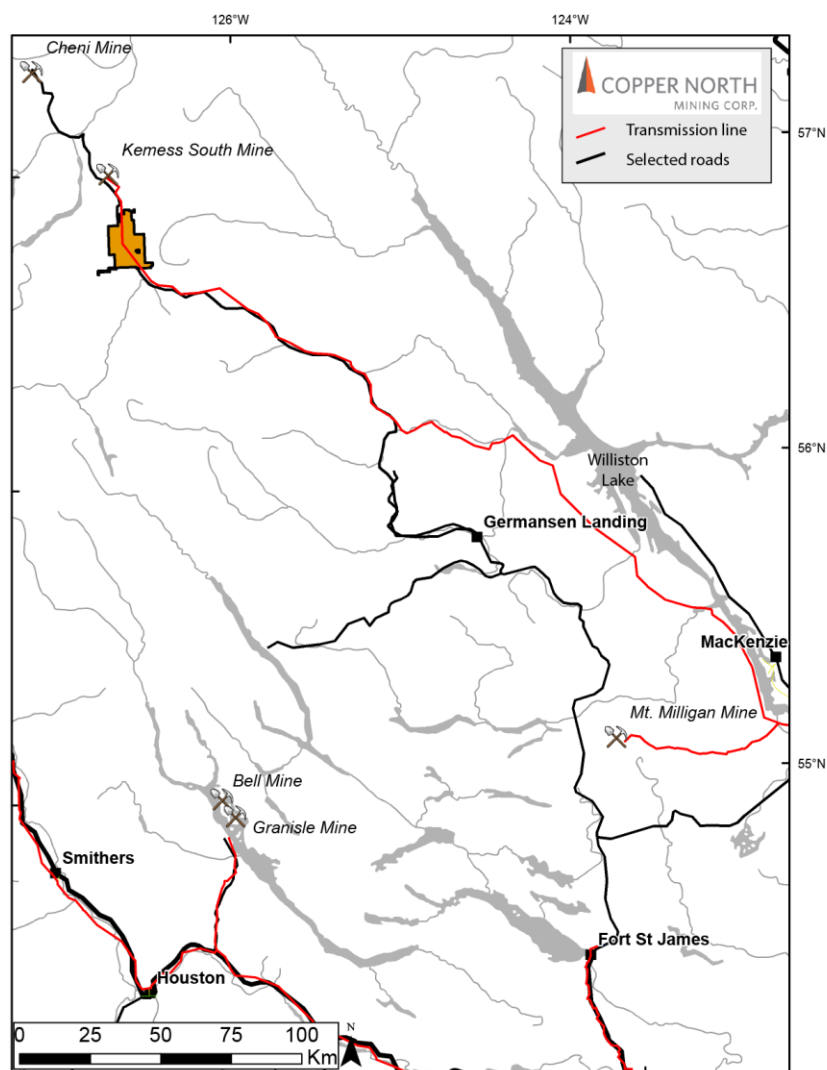 126°W
124°W
Cheni Mine
COPPER NORTH
MINING CORP.
Transmission line
Selected roads
57°N
Kemess South Mine
56°N
Williston
Lake
Germansen Landing
MacKenzie
Mt. Milligan Mine
55°N
Bell Mine
Granisle Mine
Smithers
Fort St James
Houston
0 25 50 75 100
Km
N